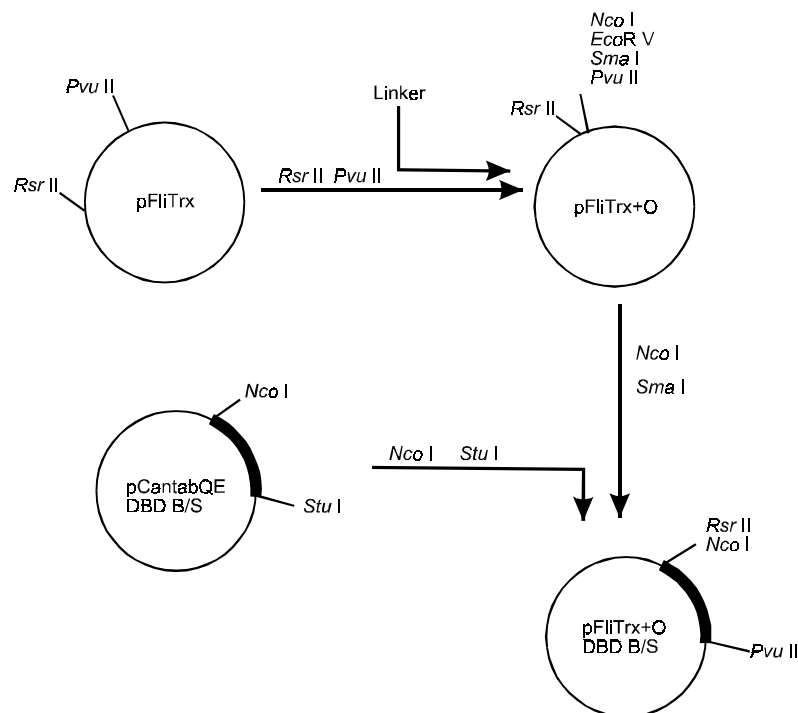 Nco I
EcoR V
Sma I
Pvu II
Pvu II
Linker
Rsr II
Rsr II
pFliTrx
Rsr II Pvu II
pFliTrx+O
Nco I
Sma I
Nco I
Nco I Stu I
pCantabQE
DBD B/S
Stu I
Rsr II
Nco I
pFliTrx+O
DBD B/S
Pvu II